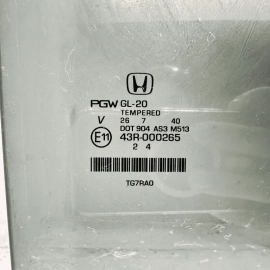 PGW GL-20
TEMPERED
V 26 7 40
DOT 904 AS3 M513
E11 43R-000265
2 4
TG7RA0